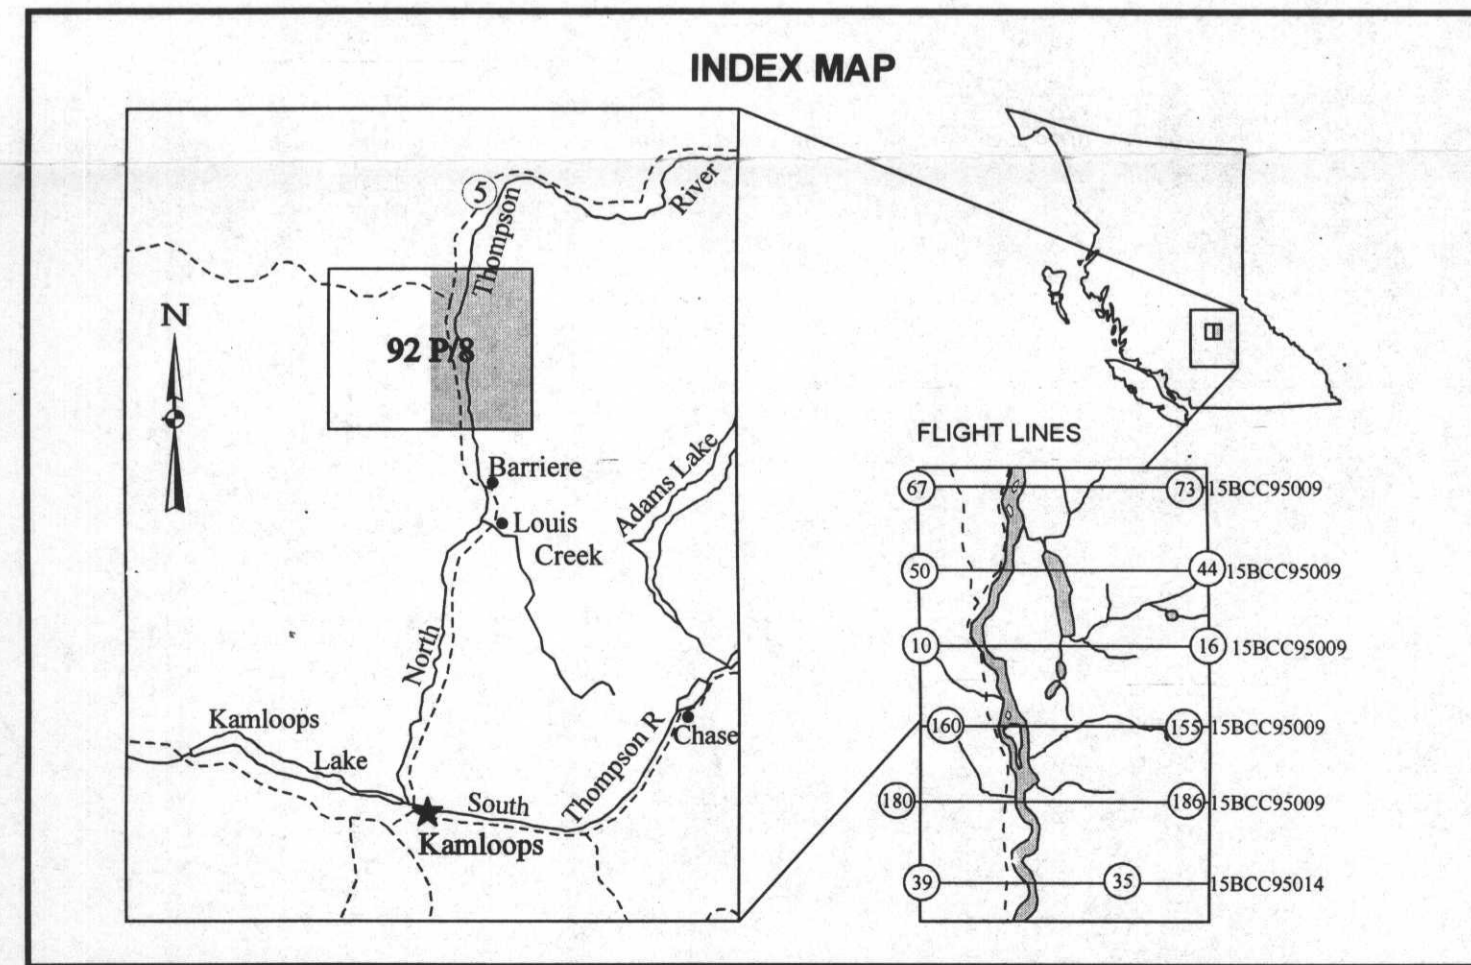 INDEX MAP
5
Thompson
River
N
92 P/8
Barriere
Louis
Creek
Adams Lake
North
Kamloops
Lake
Thompson R
Chase
South
Kamloops
FLIGHT LINES
67 73 15BCC95009
50 44 15BCC95009
10 16 15BCC95009
160 155 15BCC95009
180 186 15BCC95009
39 35 15BCC95014